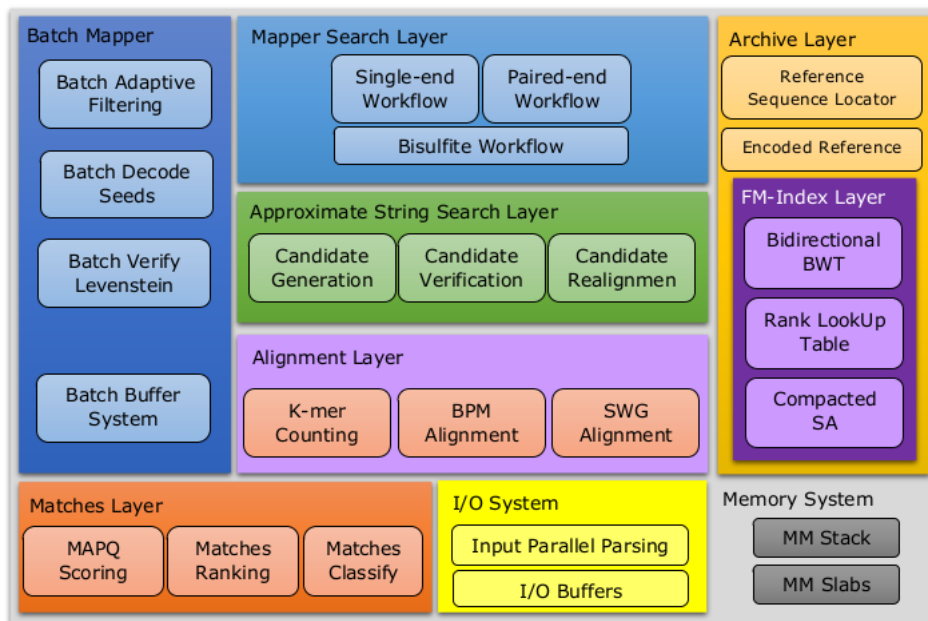 Batch Mapper
Batch Adaptive
Filtering
Batch Decode
Seeds
Batch Verify
Levenstein
Batch Buffer
System
Mapper Search Layer
Single-end
Workflow
Paired-end
Workflow
Bisulfite Workflow
Approximate String Search Layer
Candidate
Generation
Candidate
Verification
Candidate
Realignmen
Alignment Layer
K-mer
Counting
BPM
Alignment
SWG
Alignment
Archive Layer
Reference
Sequence Locator
Encoded Reference
FM-Index Layer
Bidirectional
BWT
Rank LookUp
Table
Compacted
SA
Matches Layer
MAPQ
Scoring
Matches
Ranking
Matches
Classify
I/O System
Input Parallel Parsing
I/O Buffers
Memory System
MM Stack
MM Slabs